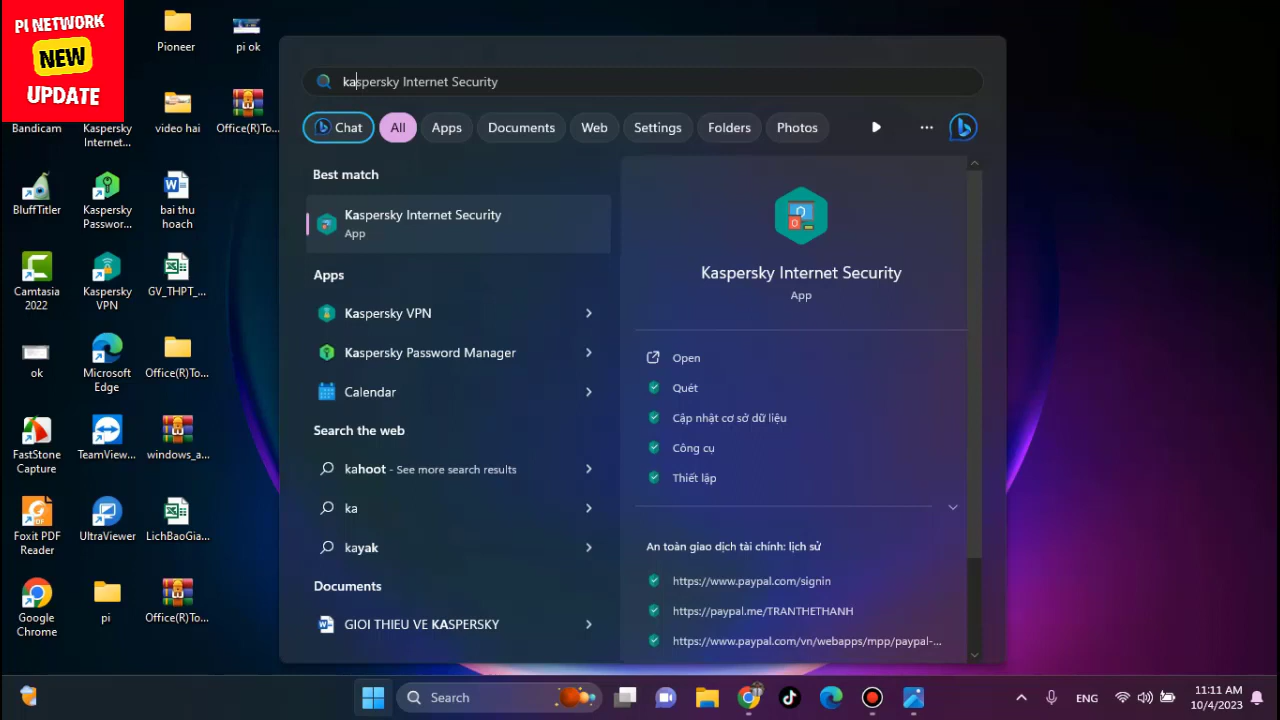 PI NETWORK
NEW
UPDATE
Pioneer
pi ok
Bandicam
Kaspersky
Internet...
video hai
Office(R)To...
BluffTitler
Kaspersky
Passwor...
bai thu
hoach
Camtasia
2022
Kaspersky
VPN
GV_THPT_...
ok
Microsoft
Edge
Office(R)To...
FastStone
Capture
TeamView...
windows_a...
Foxit PDF
Reader
UltraViewer
LichBaoGia...
Google
Chrome
pi
Office(R)To...
kaspersky Internet Security
Chat
All
Apps
Documents
Web
Settings
Folders
Photos
Best match
Kaspersky Internet Security
App
Apps
Kaspersky VPN
Kaspersky Password Manager
Calendar
Search the web
kahoot - See more search results
ka
kayak
Documents
GIOI THIEU VE KASPERSKY
Kaspersky Internet Security
App
Open
Quét
Cập nhật cơ sở dữ liệu
Công cụ
Thiết lập
An toàn giao dịch tài chính: lịch sử
https://www.paypal.com/signin
https://paypal.me/TRANTHETHANH
https://www.paypal.com/vn/webapps/mpp/paypal-...
Search
ENG
11:11 AM
10/4/2023